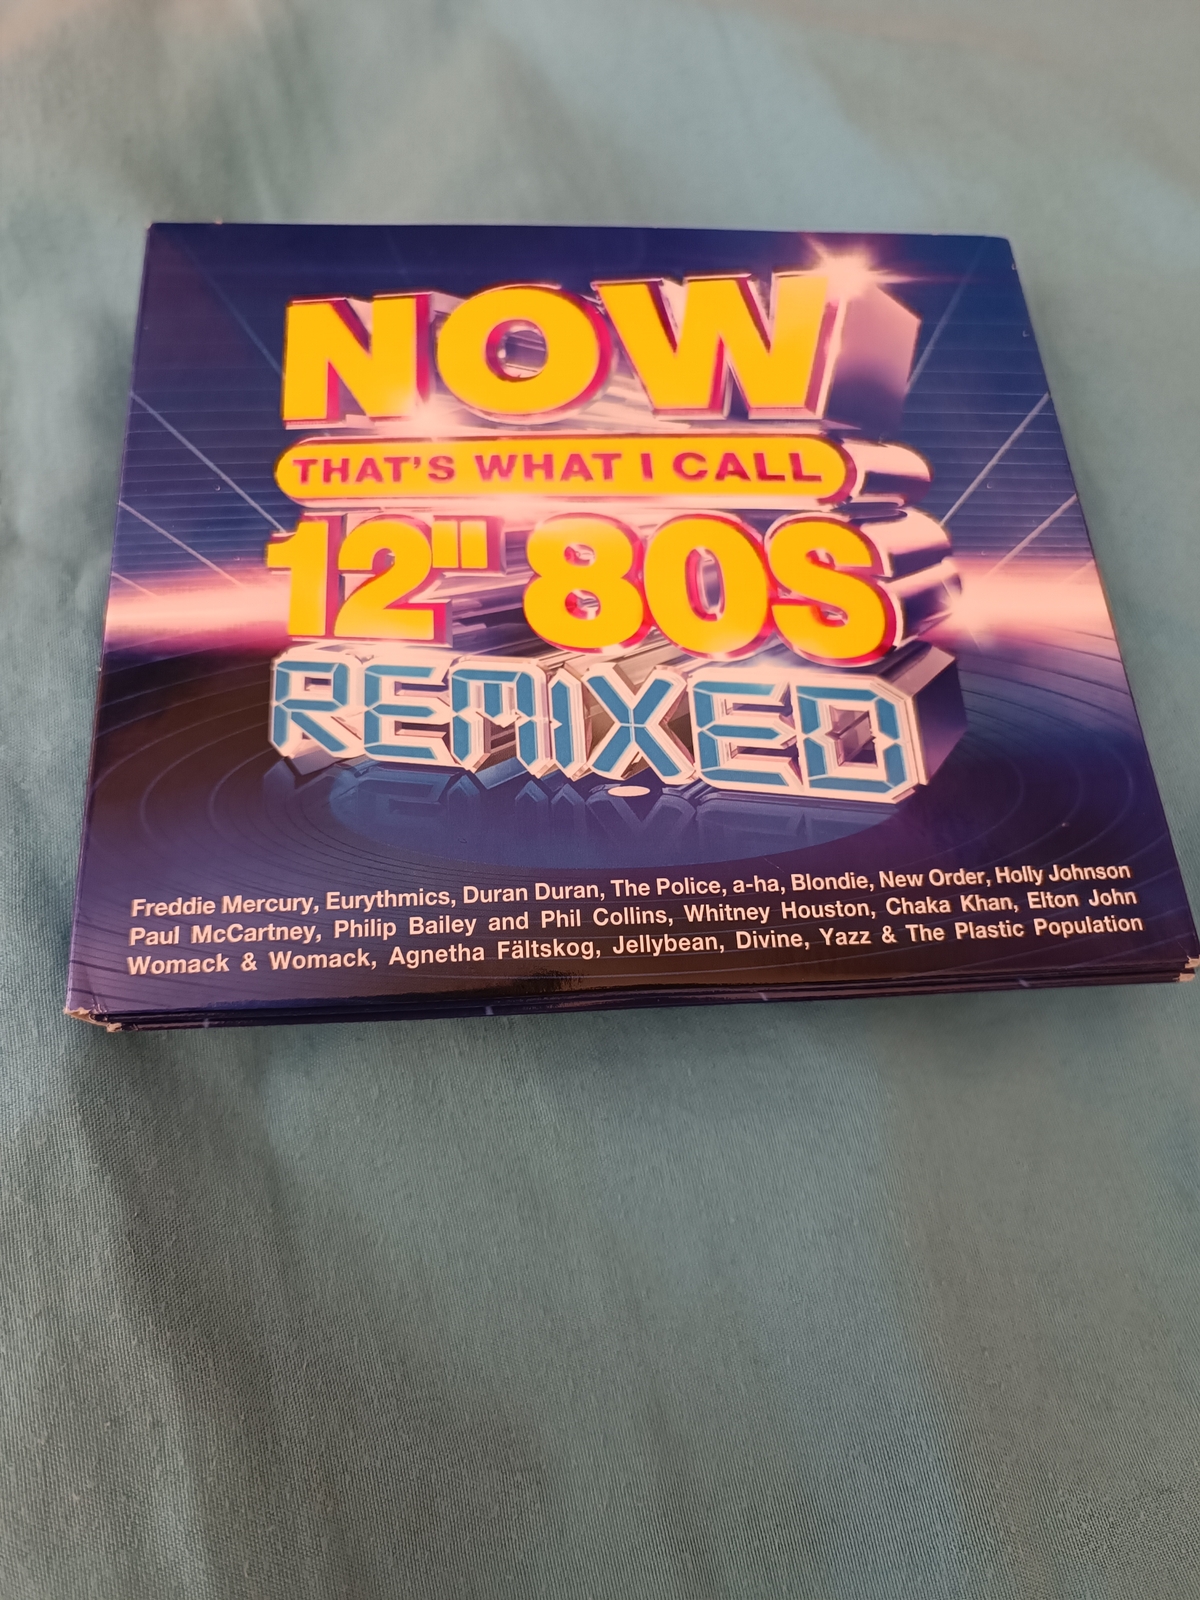 NOW
THAT'S WHAT I CALL
12" 80S
REMIXED
Freddie Mercury, Eurythmics, Duran Duran, The Police, a-ha, Blondie, New Order, Holly Johnson
Paul McCartney, Philip Bailey and Phil Collins, Whitney Houston, Chaka Khan, Elton John
Womack & Womack, Agnetha Fältskog, Jellybean, Divine, Yazz & The Plastic Population